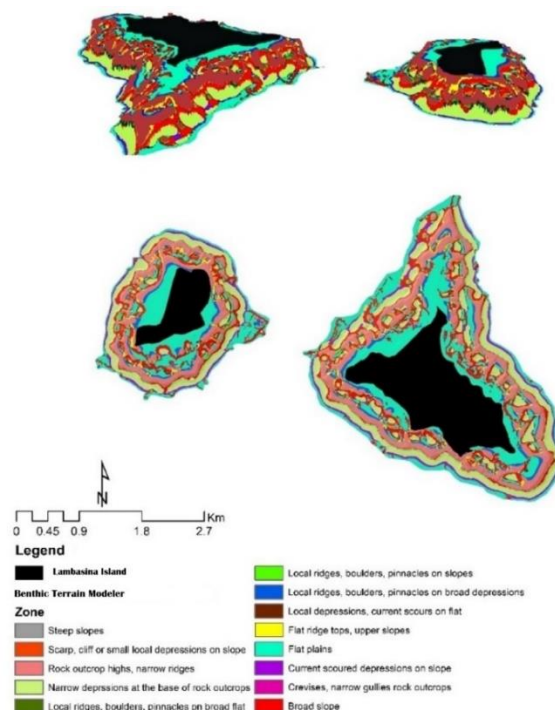 N
Km
0 0.45 0.9 1.8 2.7
Legend
Lambasina Island
Benthic Terrain Modeler
Zone
Steep slopes
Scarp, cliff or small local depressions on slope
Rock outcrop highs, narrow ridges
Narrow deprssions at the base of rock outcrops
Local ridges, boulders, pinnacles on broad flat
Local ridges, boulders, pinnacles on slopes
Local ridges, boulders, pinnacles on broad depressions
Local depressions, current scours on flat
Flat ridge tops, upper slopes
Flat plains
Current scoured depressions on slope
Crevises, narrow gullies rock outcrops
Broad slope